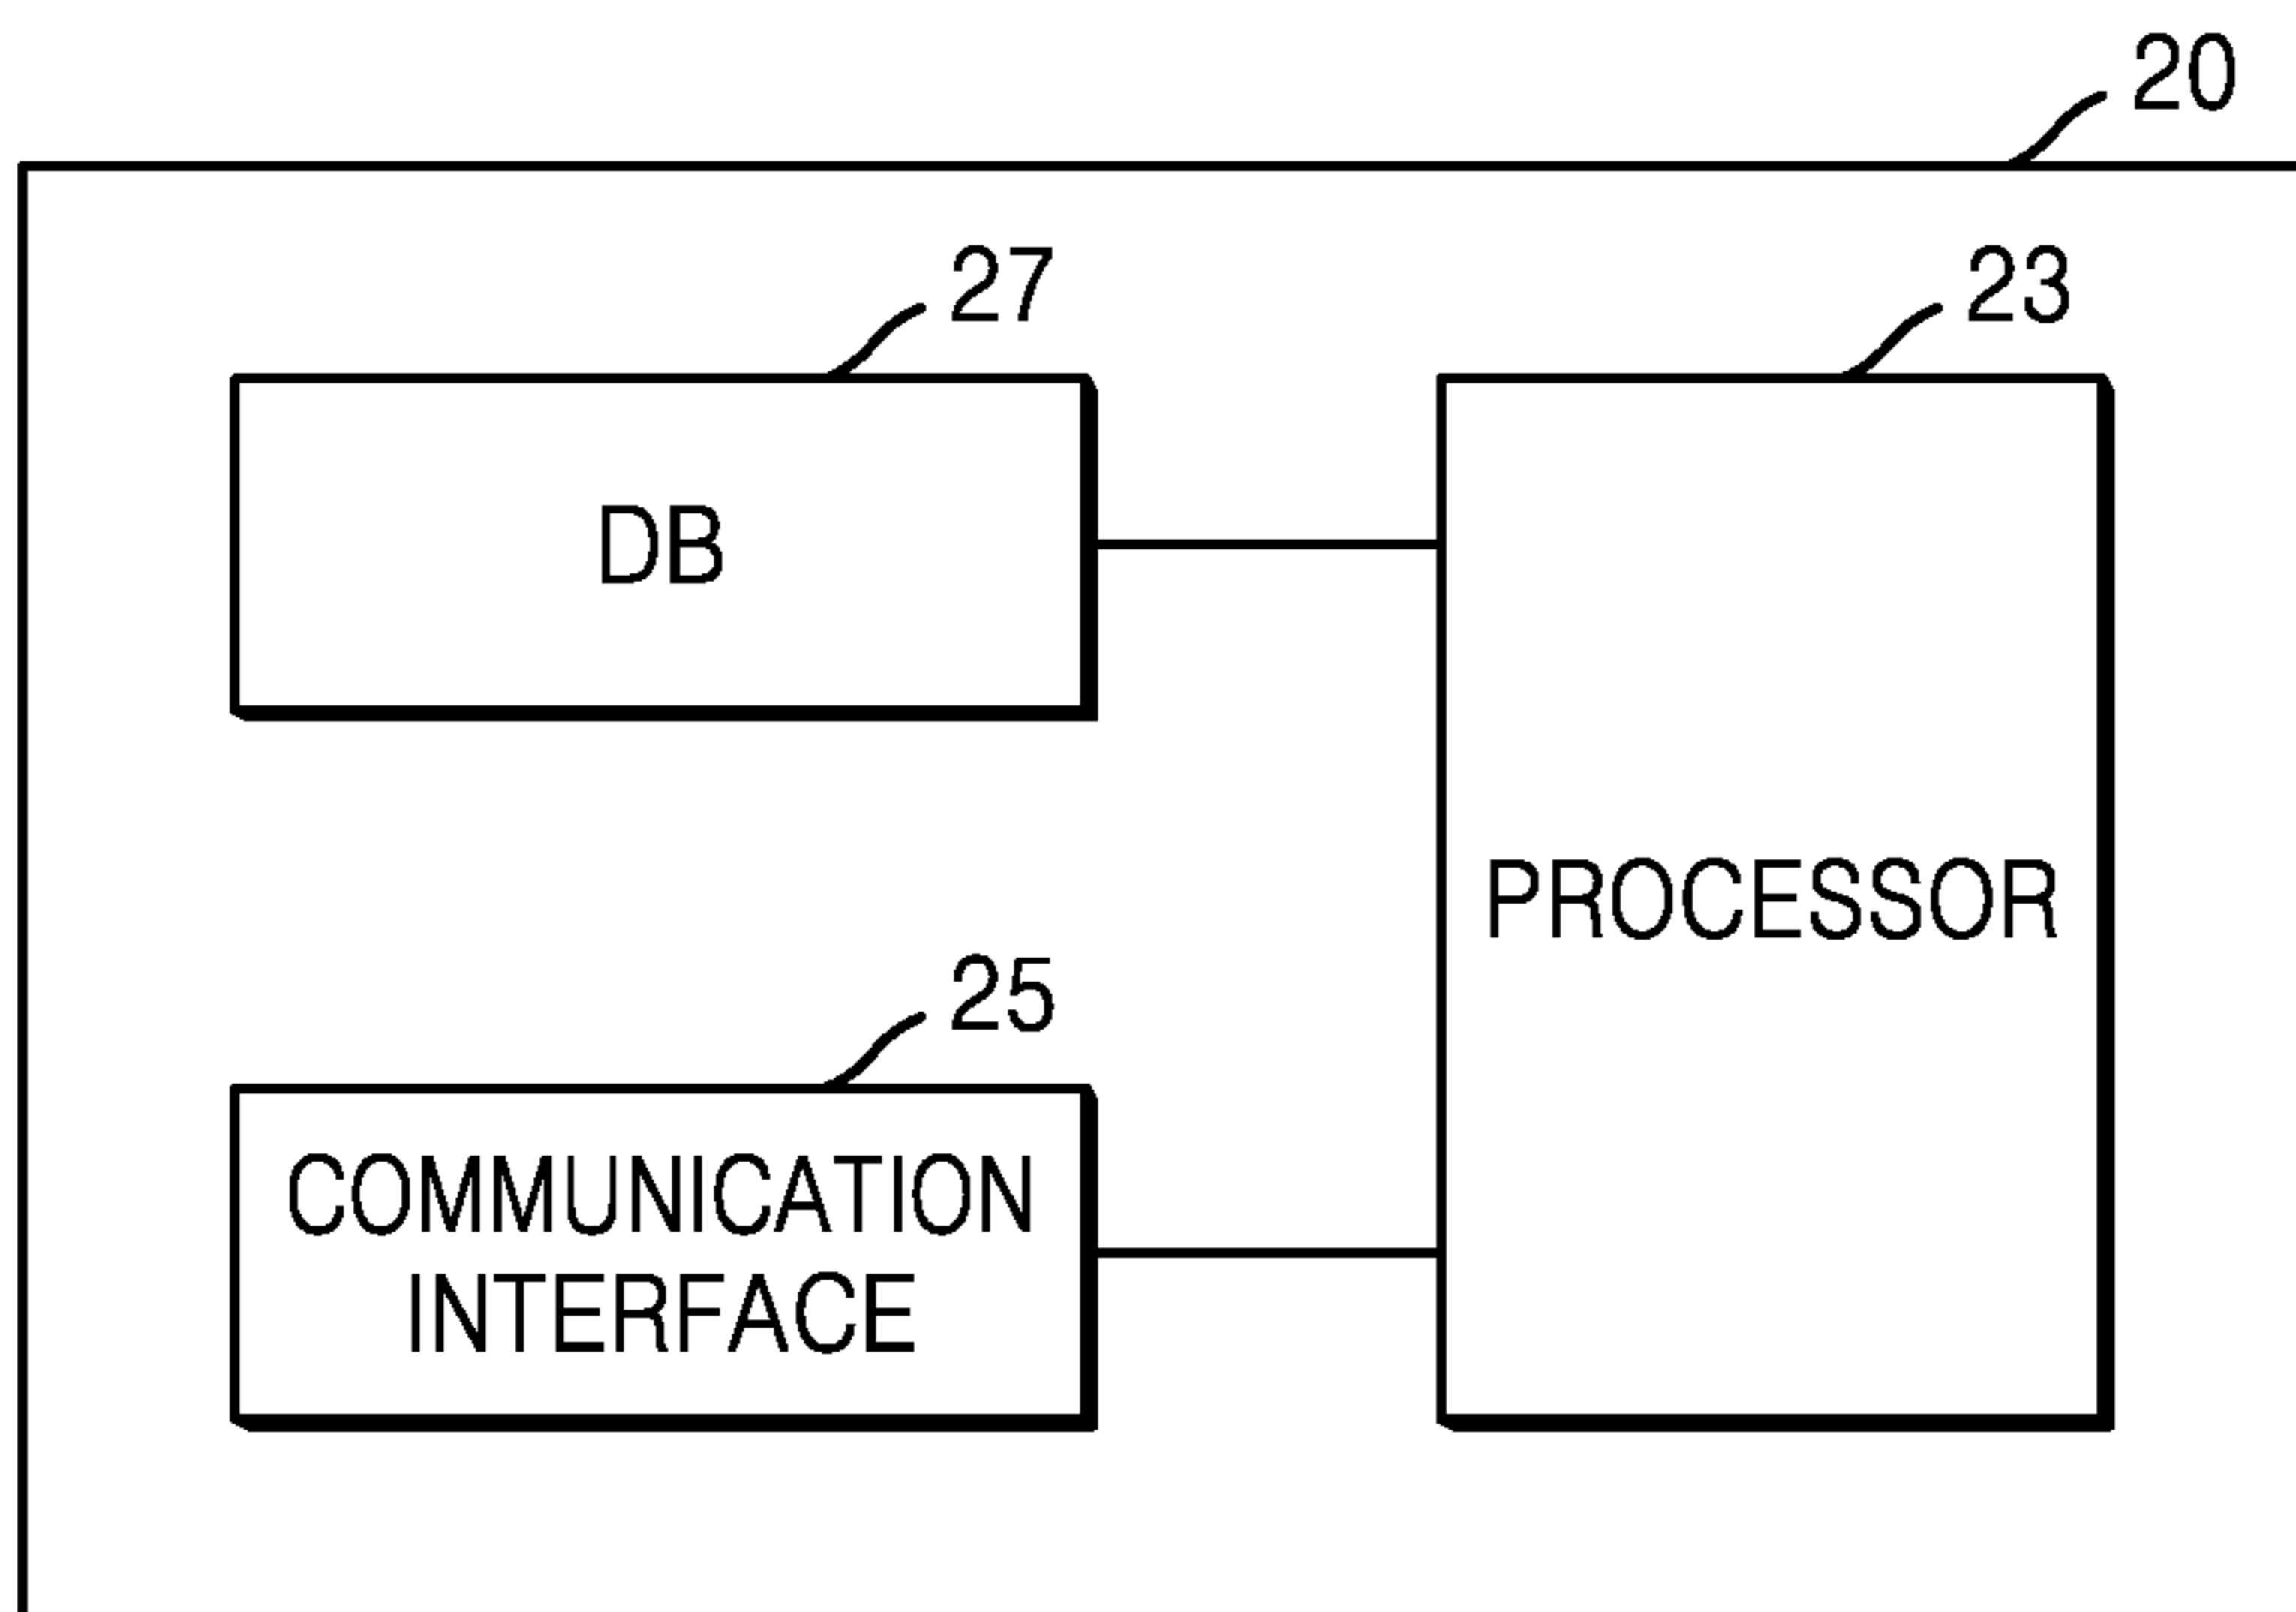 20
27
23
DB
PROCESSOR
25
COMMUNICATION
INTERFACE